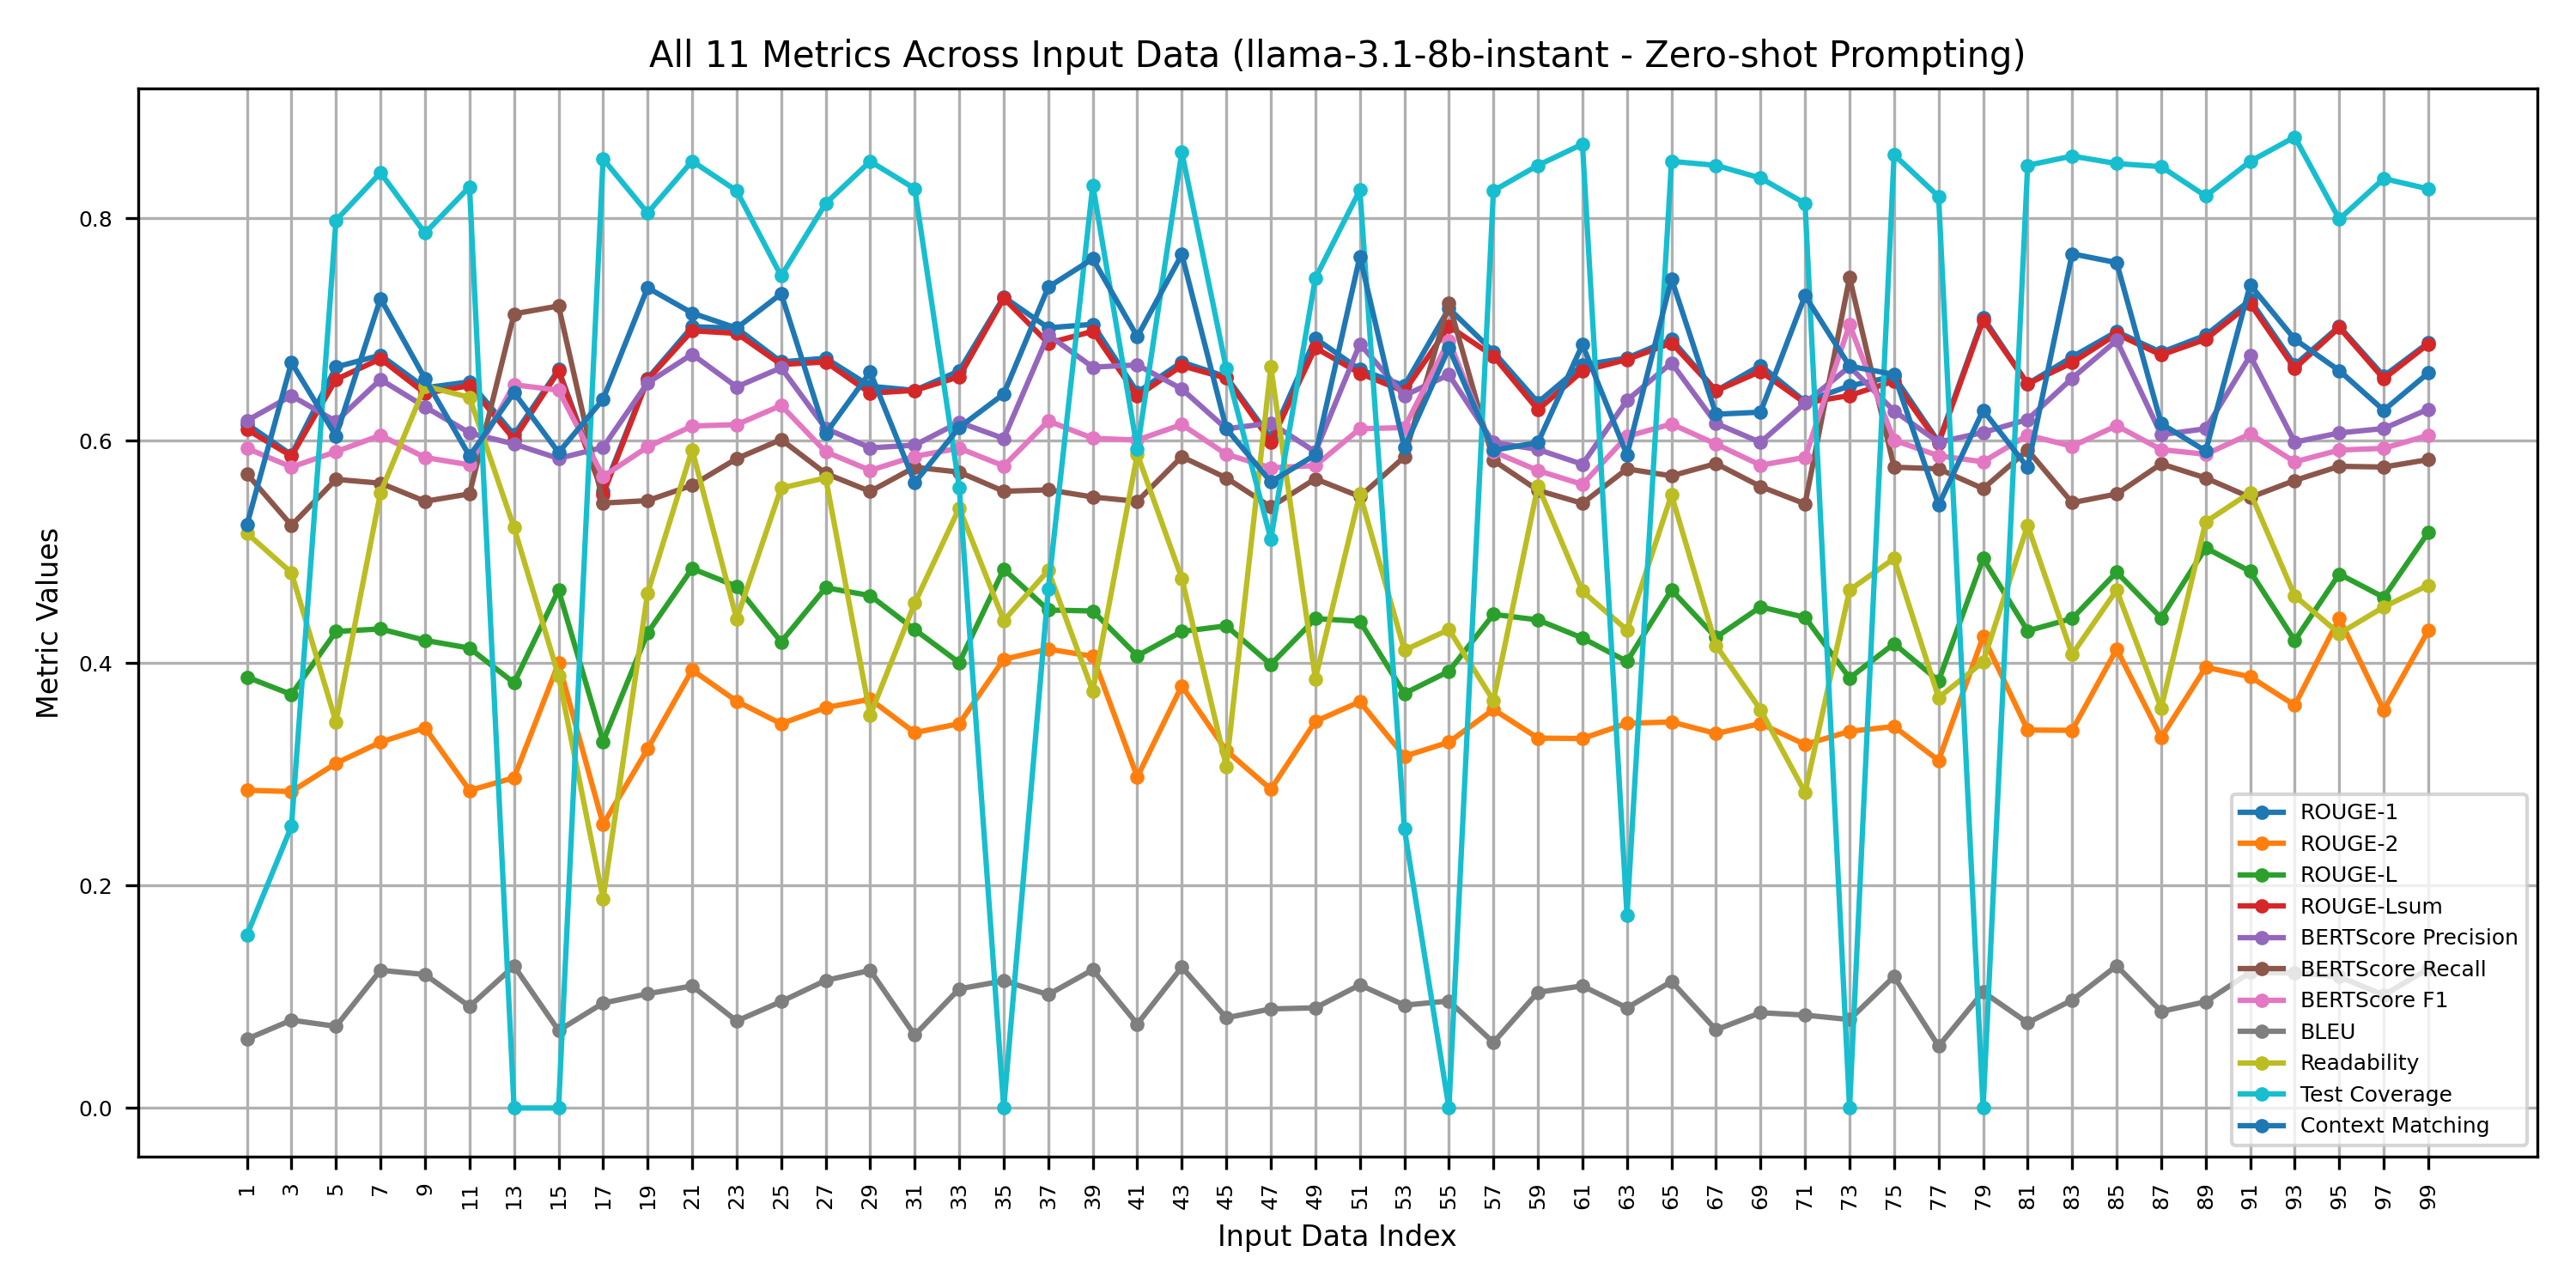 All 11 Metrics Across Input Data (llama-3.1-8b-instant - Zero-shot Prompting)
Metric Values
0.8
0.6
0.4
0.2
0.0
ROUGE-1
ROUGE-2
ROUGE-L
ROUGE-Lsum
BERTScore Precision
BERTScore Recall
BERTScore F1
BLEU
Readability
Test Coverage
Context Matching
1 3 5 7 9 11 13 15 17 19 21 23 25 27 29 31 33 35 37 39 41 43 45 47 49 51 53 55 57 59 61 63 65 67 69 71 73 75 77 79 81 83 85 87 89 91 93 95 97 99
Input Data Index